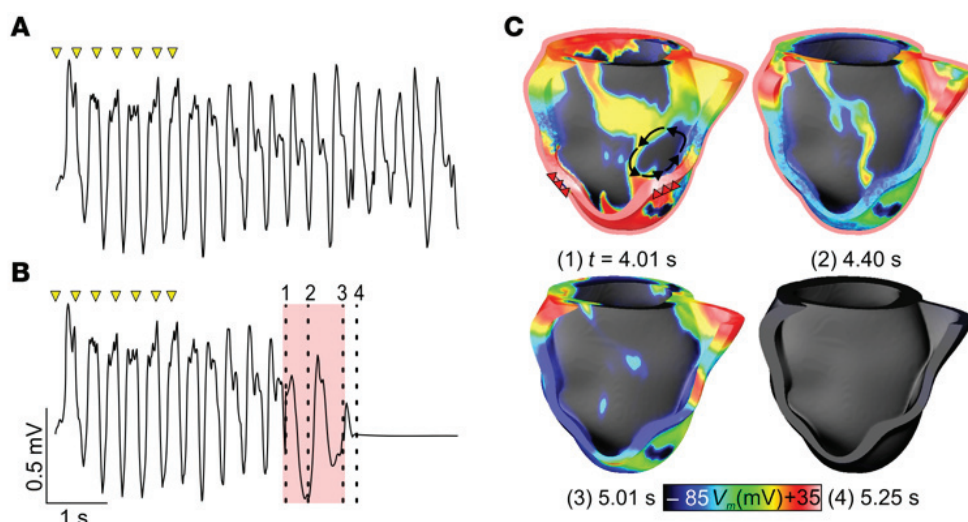 A
B
1 2 3 4
0.5 mV
1 s
C
(1) t = 4.01 s
(2) 4.40 s
(3) 5.01 s
– 85 Vm(mV) +35
(4) 5.25 s